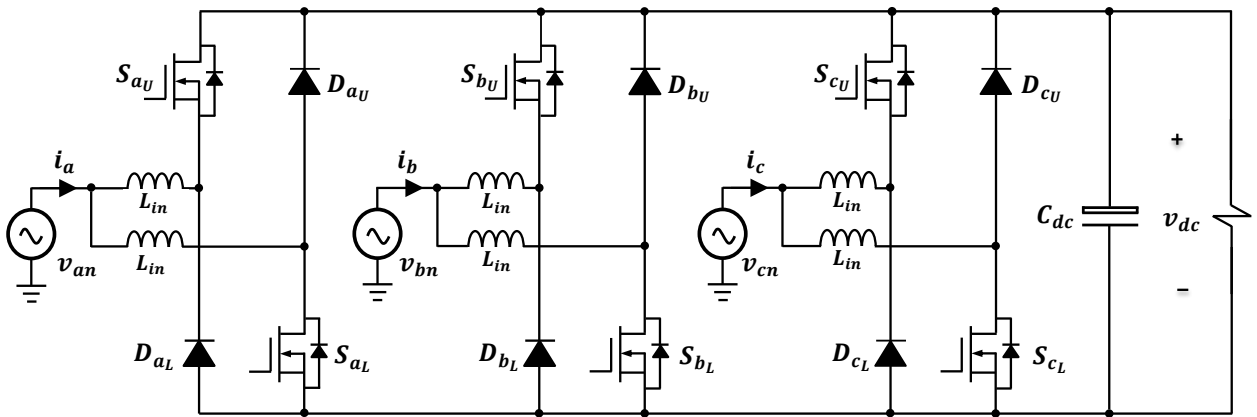 S_{a_U}
D_{a_U}
S_{b_U}
D_{b_U}
S_{c_U}
D_{c_U}
i_a
L_{in}
L_{in}
v_{an}
i_b
L_{in}
L_{in}
v_{bn}
i_c
L_{in}
L_{in}
v_{cn}
C_{dc}
+
v_{dc}
−
D_{a_L}
S_{a_L}
D_{b_L}
S_{b_L}
D_{c_L}
S_{c_L}